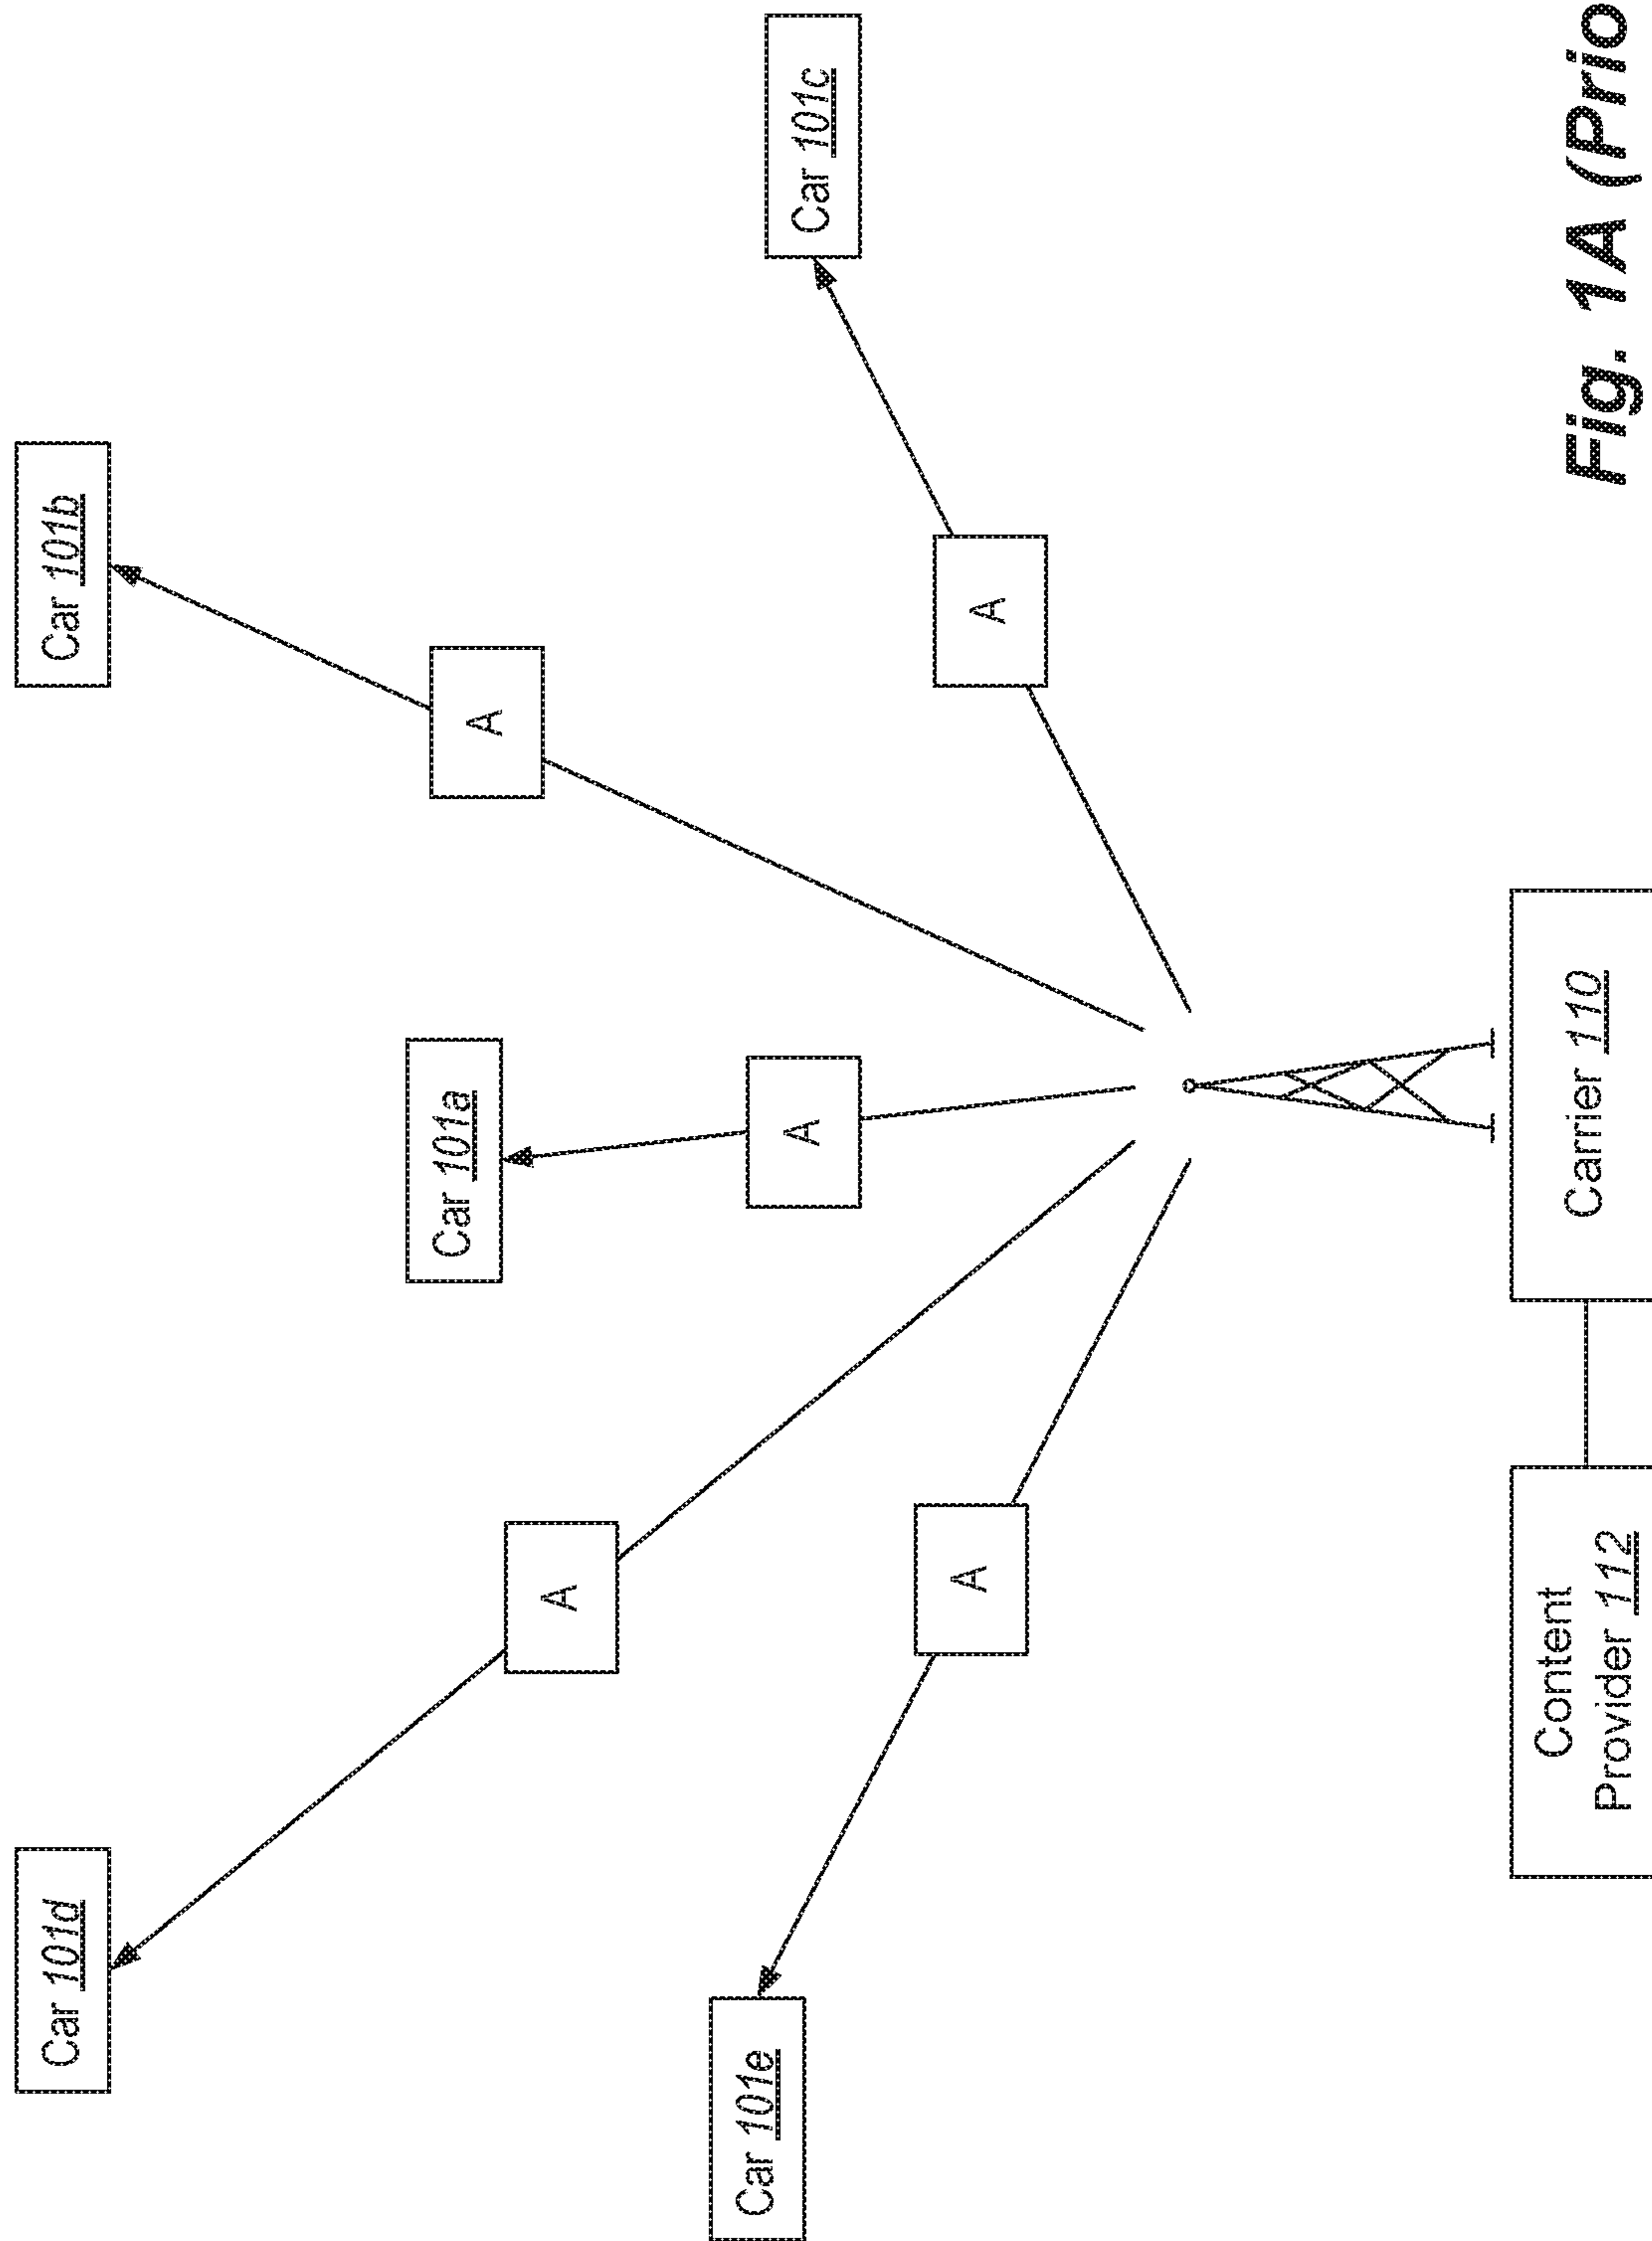 Car 101d
Car 101b
Car 101a
Car 101e
Car 101c
A
A
A
A
A
Content
Provider 112
Carrier 110
Fig. 1A (Prio